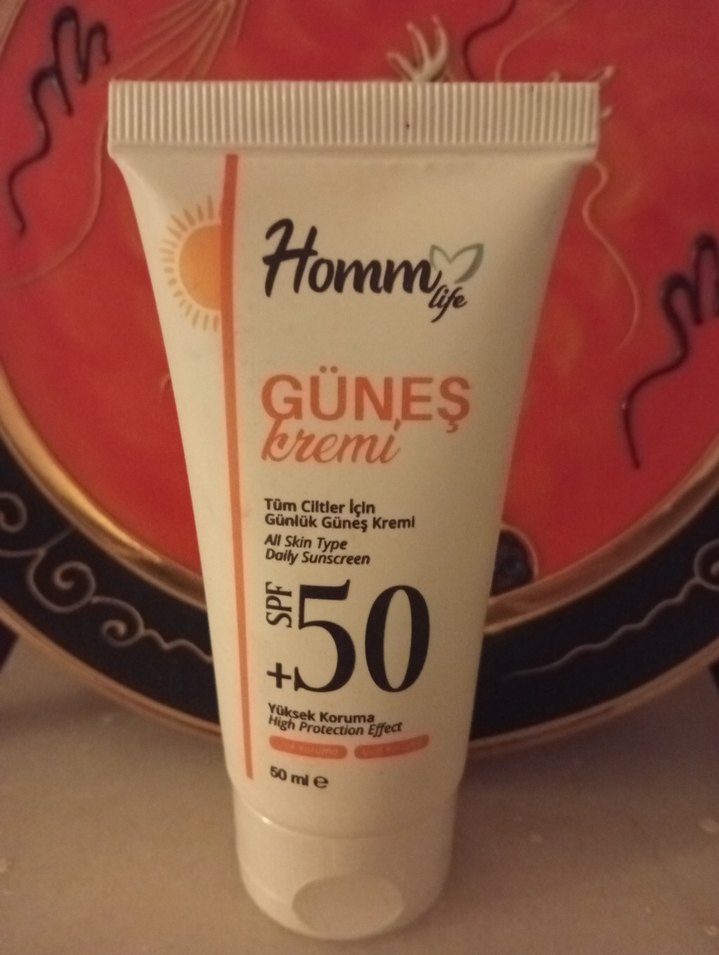 Homm
life
GÜNEŞ
kremi
Tüm Ciltler İçin
Günlük Güneş Kremi
All Skin Type
Daily Sunscreen
SPF
+50
Yüksek Koruma
High Protection Effect
50 ml ℮